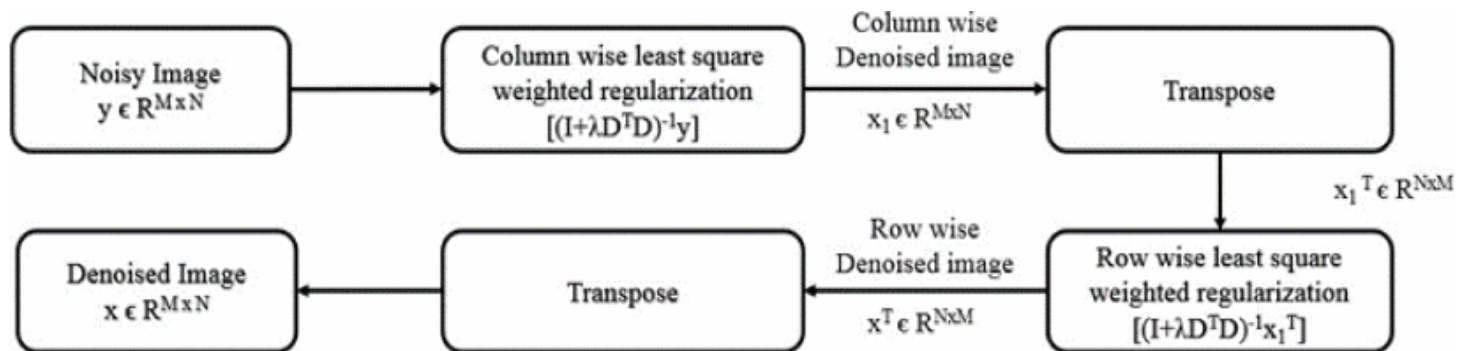 Noisy Image
y ϵ R^{M x N}
Column wise least square
weighted regularization
[(I+λD^TD)^{-1}y]
Column wise
Denoised image
x₁ ϵ R^{MxN}
Transpose
x₁^T ϵ R^{NxM}
Row wise least square
weighted regularization
[(I+λD^TD)^{-1}x₁^T]
Row wise
Denoised image
x^T ϵ R^{NxM}
Transpose
Denoised Image
x ϵ R^{M x N}